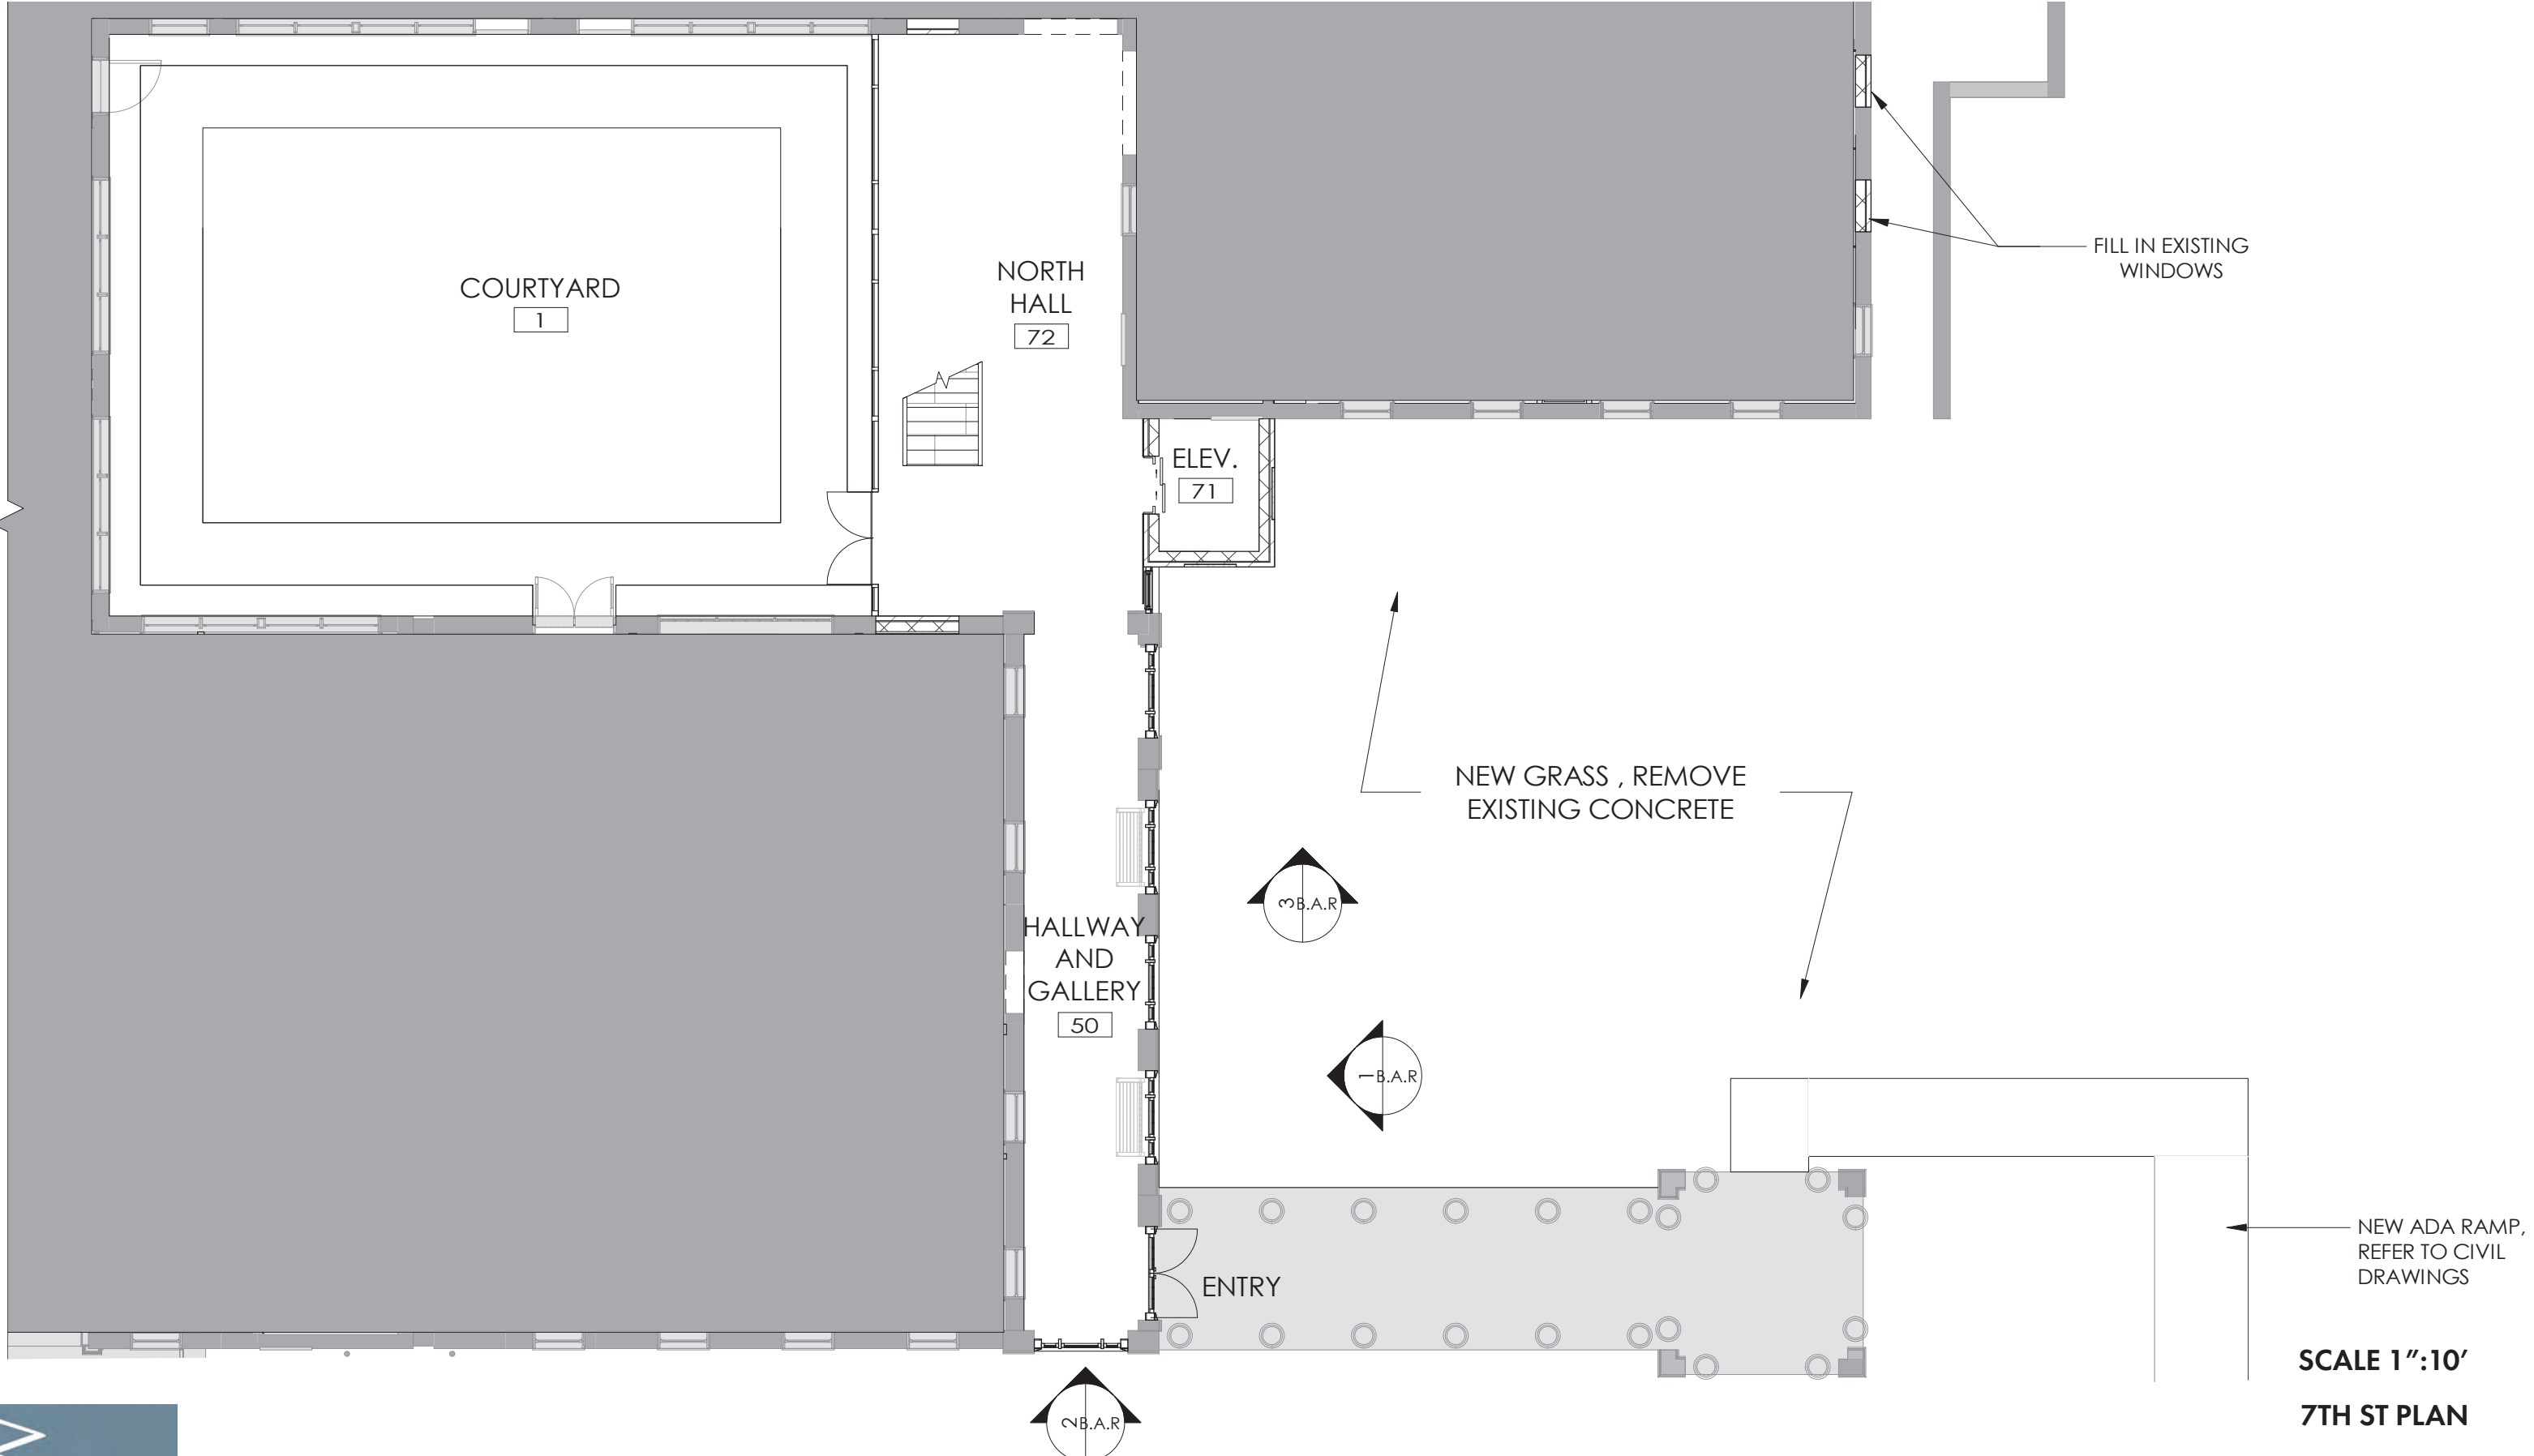 COURTYARD
1
NORTH
HALL
72
FILL IN EXISTING
WINDOWS
ELEV.
71
NEW GRASS , REMOVE
EXISTING CONCRETE
3 B.A.R
HALLWAY
AND
GALLERY
50
1 B.A.R
ENTRY
NEW ADA RAMP,
REFER TO CIVIL
DRAWINGS
2 B.A.R
SCALE 1":10'
7TH ST PLAN